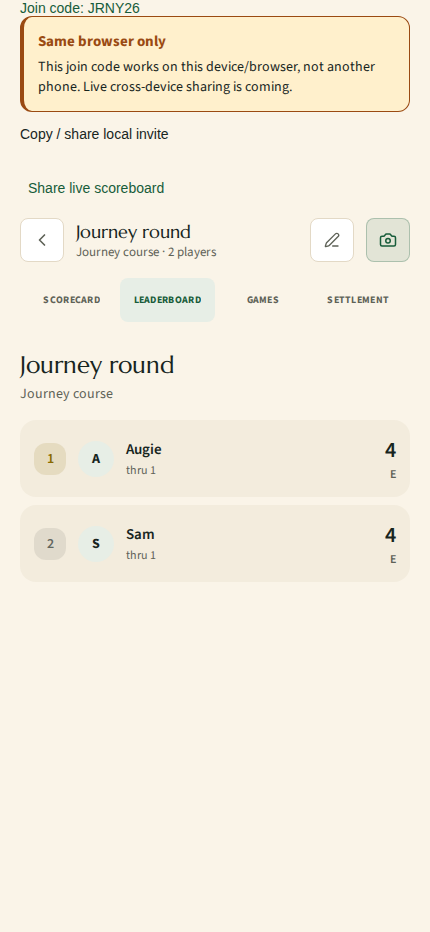 Join code: JRNY26
Same browser only
This join code works on this device/browser, not another
phone. Live cross-device sharing is coming.
Copy / share local invite
Share live scoreboard
Journey round
Journey course · 2 players
SCORECARD LEADERBOARD GAMES SETTLEMENT
Journey round
Journey course
1 A Augie 4
thru 1 E
2 S Sam 4
thru 1 E